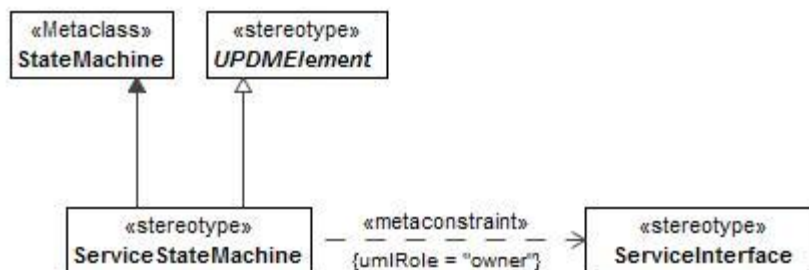 «Metaclass»
StateMachine
«stereotype»
UPDMElement
«stereotype»
ServiceStateMachine
«metaconstraint»
{umlRole = "owner"}
«stereotype»
ServiceInterface